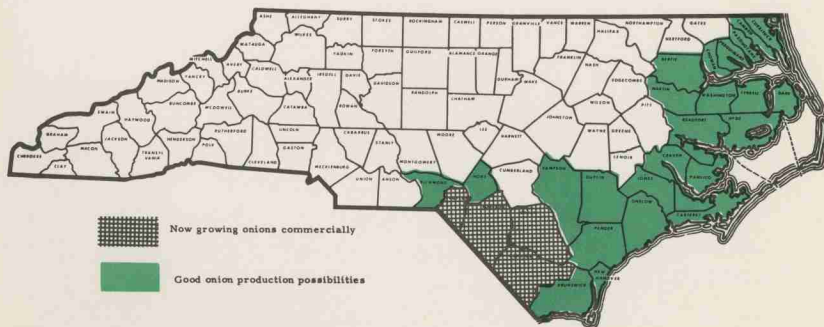 ASHE ALLEGHANY SURRY STOKES ROCKINGHAM CASWELL PERSON GRANVILLE VANCE WARREN NORTHAMPTON GATES
WATAUGA WILKES YADKIN FORSYTH GUILFORD ALAMANCE ORANGE DURHAM FRANKLIN HALIFAX HERTFORD
MITCHELL AVERY CALDWELL ALEXANDER IREDELL DAVIE DAVIDSON RANDOLPH CHATHAM WAKE NASH EDGECOMBE BERTIE
MADISON YANCEY BURKE CATAWBA ROWAN JOHNSTON WILSON PITT MARTIN WASHINGTON TYRRELL DARE
SWAIN HAYWOOD BUNCOMBE MCDOWELL RUTHERFORD LINCOLN CABARRUS STANLY MONTGOMERY MOORE LEE HARNETT WAYNE GREENE BEAUFORT HYDE
GRAHAM JACKSON HENDERSON POLK CLEVELAND GASTON MECKLENBURG LENOIR CRAVEN PAMLICO
CHEROKEE CLAY MACON TRANSYLVANIA UNION ANSON RICHMOND HOKE CUMBERLAND SAMPSON DUPLIN JONES CARTERET
ONSLOW
PENDER
NEW
HANOVER
BRUNSWICK
Now growing onions commercially
Good onion production possibilities